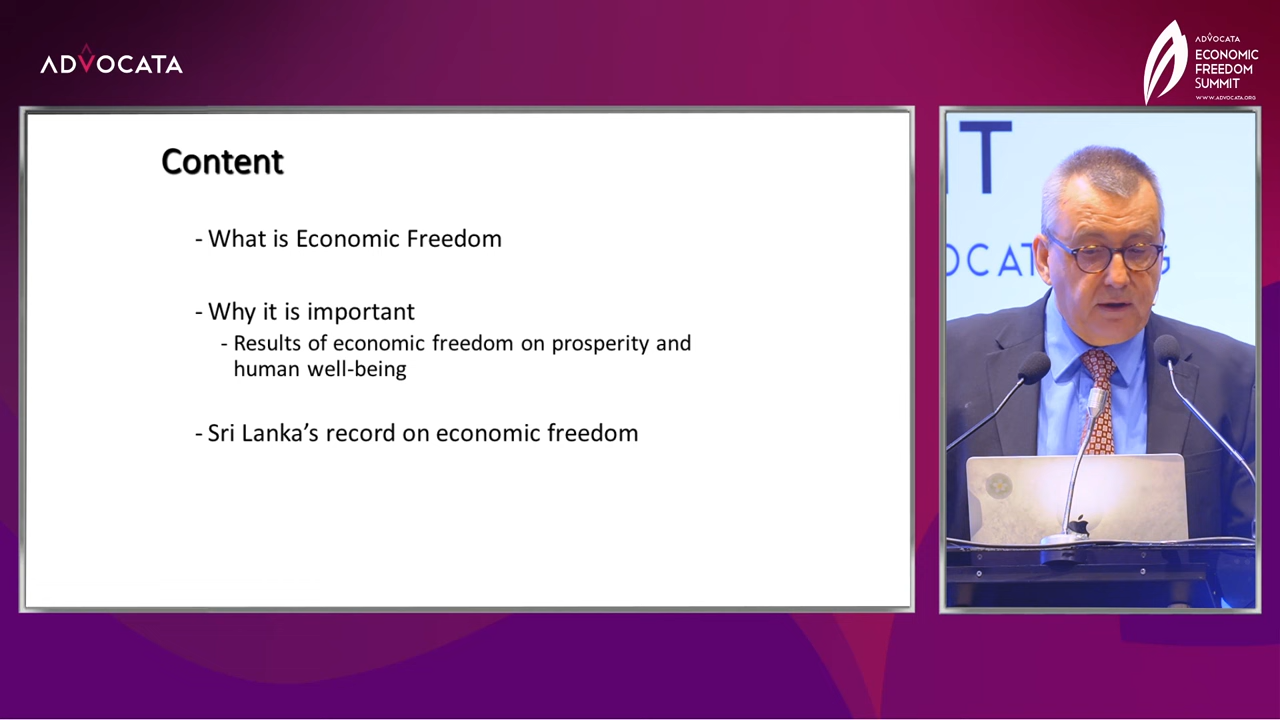 ADVOCATA
ADVOCATA
ECONOMIC
FREEDOM
SUMMIT
WWW.ADVOCATA.ORG
Content
- What is Economic Freedom
- Why it is important
- Results of economic freedom on prosperity and
human well-being
- Sri Lanka’s record on economic freedom
T
OCAT
G